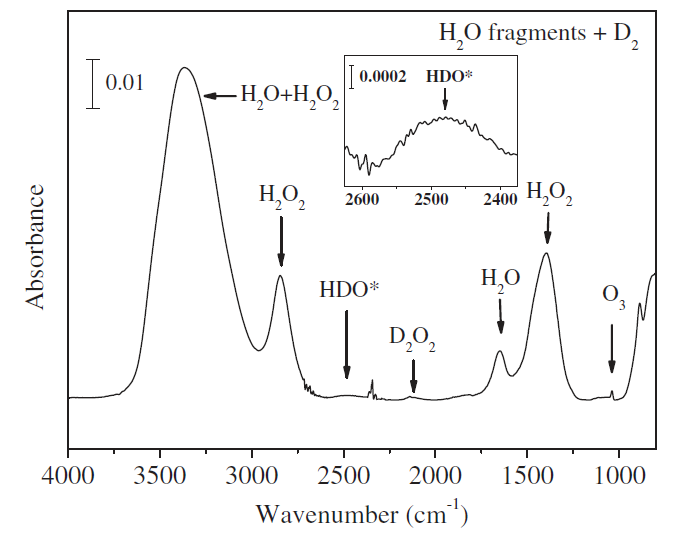 H₂O fragments + D₂
0.01
0.0002 HDO*
H₂O+H₂O₂
2600 2500 2400
H₂O₂
H₂O₂
HDO*
H₂O
O₃
D₂O₂
Absorbance
4000 3500 3000 2500 2000 1500 1000
Wavenumber (cm⁻¹)